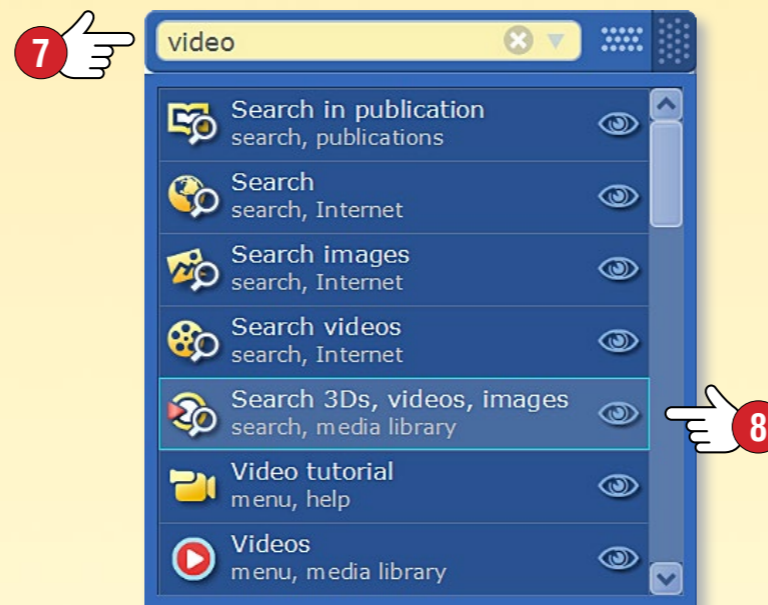 7
video
Search in publication
search, publications
Search
search, Internet
Search images
search, Internet
Search videos
search, Internet
Search 3Ds, videos, images
search, media library
8
Video tutorial
menu, help
Videos
menu, media library